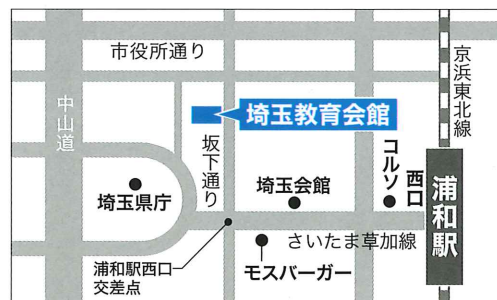 市役所通り
京浜東北線
中山道
埼玉教育会館
坂下通り
コルソ
西口
浦和駅
埼玉県庁
埼玉会館
さいたま草加線
浦和駅西口
交差点
モスバーガー